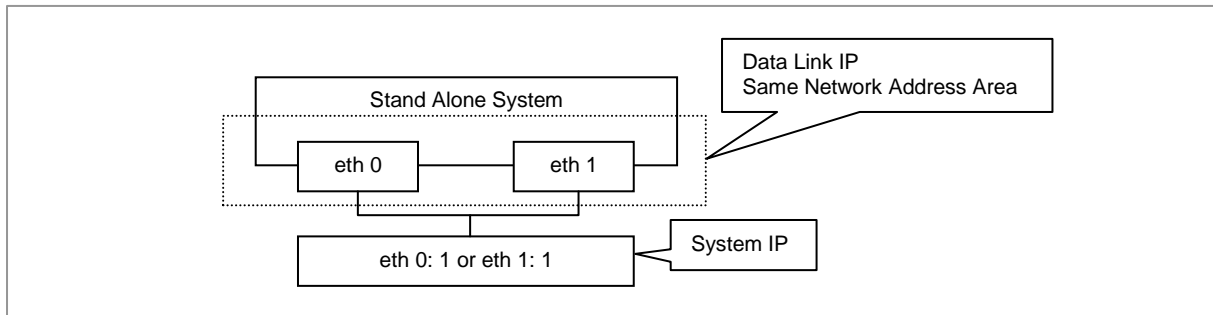 Data Link IP
Same Network Address Area
Stand Alone System
eth 0
eth 1
System IP
eth 0: 1 or eth 1: 1